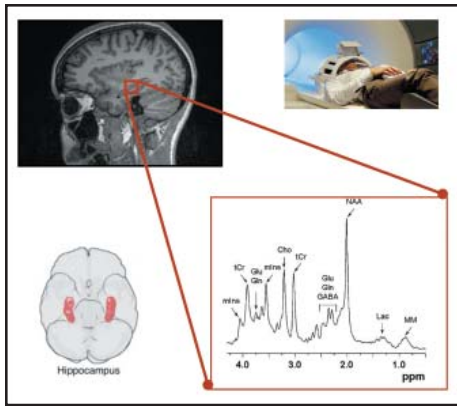 NAA
Cho
tCr
tCr
Glu
Gln
mIns
Glu
Gln
GABA
mIns
Lac
MM
4.0
3.0
2.0
1.0
ppm
Hippocampus